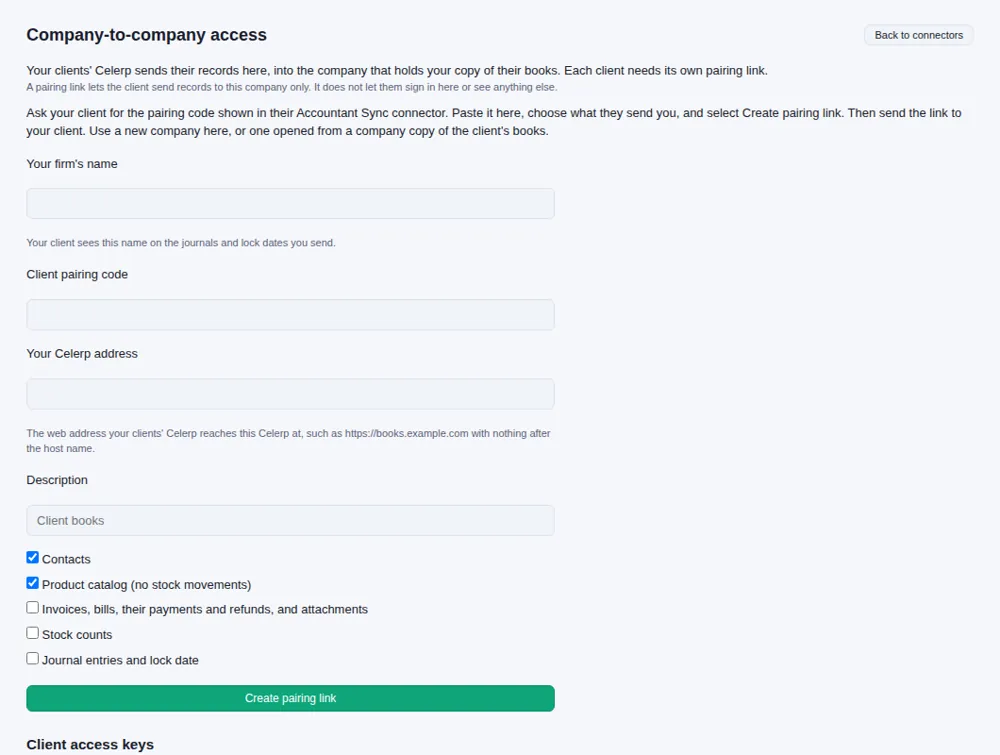 Company-to-company access
Back to connectors
Your clients' Celerp sends their records here, into the company that holds your copy of their books. Each client needs its own pairing link.
A pairing link lets the client send records to this company only. It does not let them sign in here or see anything else.
Ask your client for the pairing code shown in their Accountant Sync connector. Paste it here, choose what they send you, and select Create pairing link. Then send the link to
your client. Use a new company here, or one opened from a company copy of the client's books.
Your firm's name
Your client sees this name on the journals and lock dates you send.
Client pairing code
Your Celerp address
The web address your clients' Celerp reaches this Celerp at, such as https://books.example.com with nothing after
the host name.
Description
Client books
Contacts
Product catalog (no stock movements)
Invoices, bills, their payments and refunds, and attachments
Stock counts
Journal entries and lock date
Create pairing link
Client access keys